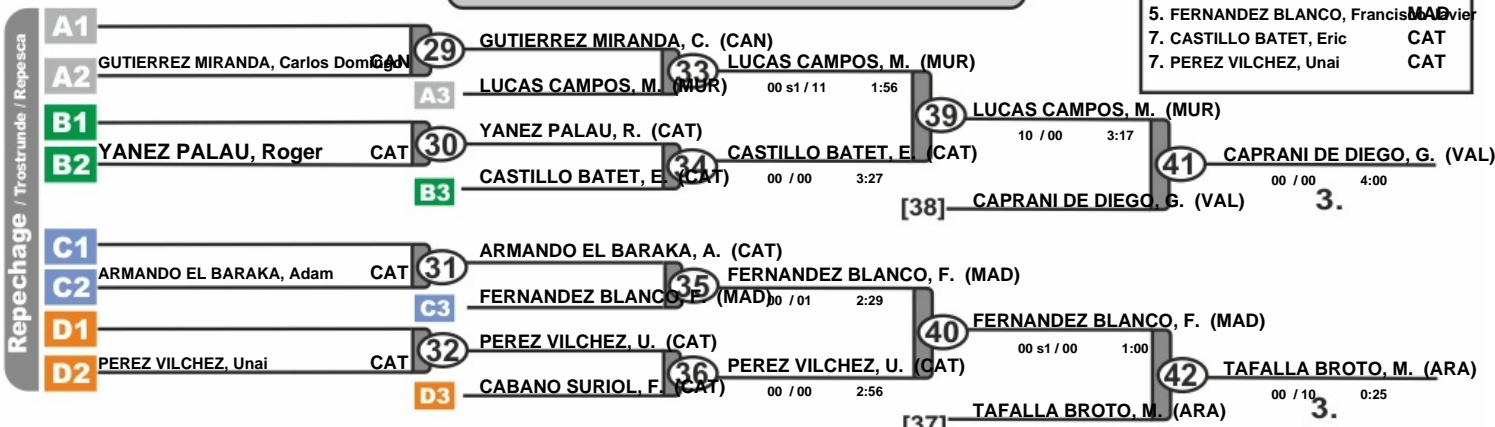 5. FERNANDEZ BLANCO, Francisco Javier MAD
7. CASTILLO BATET, Eric CAT
7. PEREZ VILCHEZ, Unai CAT
Repechage / Trostrunde / Repesca
A1
GUTIERREZ MIRANDA, Carlos Domingo CAN
A2
29
GUTIERREZ MIRANDA, C. (CAN)
A3
LUCAS CAMPOS, M. (MUR)
33
LUCAS CAMPOS, M. (MUR)
00 s1 / 11 1:56
B1
B2
YANEZ PALAU, Roger CAT
30
YANEZ PALAU, R. (CAT)
B3
CASTILLO BATET, E. (CAT)
34
CASTILLO BATET, E. (CAT)
00 / 00 3:27
39
LUCAS CAMPOS, M. (MUR)
10 / 00 3:17
[38]
CAPRANI DE DIEGO, G. (VAL)
41
CAPRANI DE DIEGO, G. (VAL)
00 / 00 4:00
3.
C1
ARMANDO EL BARAKA, Adam CAT
C2
31
ARMANDO EL BARAKA, A. (CAT)
C3
FERNANDEZ BLANCO, F. (MAD)
35
FERNANDEZ BLANCO, F. (MAD)
00 / 01 2:29
D1
PEREZ VILCHEZ, Unai CAT
D2
32
PEREZ VILCHEZ, U. (CAT)
D3
CABANO SURIOL, F. (CAT)
36
PEREZ VILCHEZ, U. (CAT)
00 / 00 2:56
40
FERNANDEZ BLANCO, F. (MAD)
00 s1 / 00 1:00
[37]
TAFALLA BROTO, M. (ARA)
42
TAFALLA BROTO, M. (ARA)
00 / 10 0:25
3.